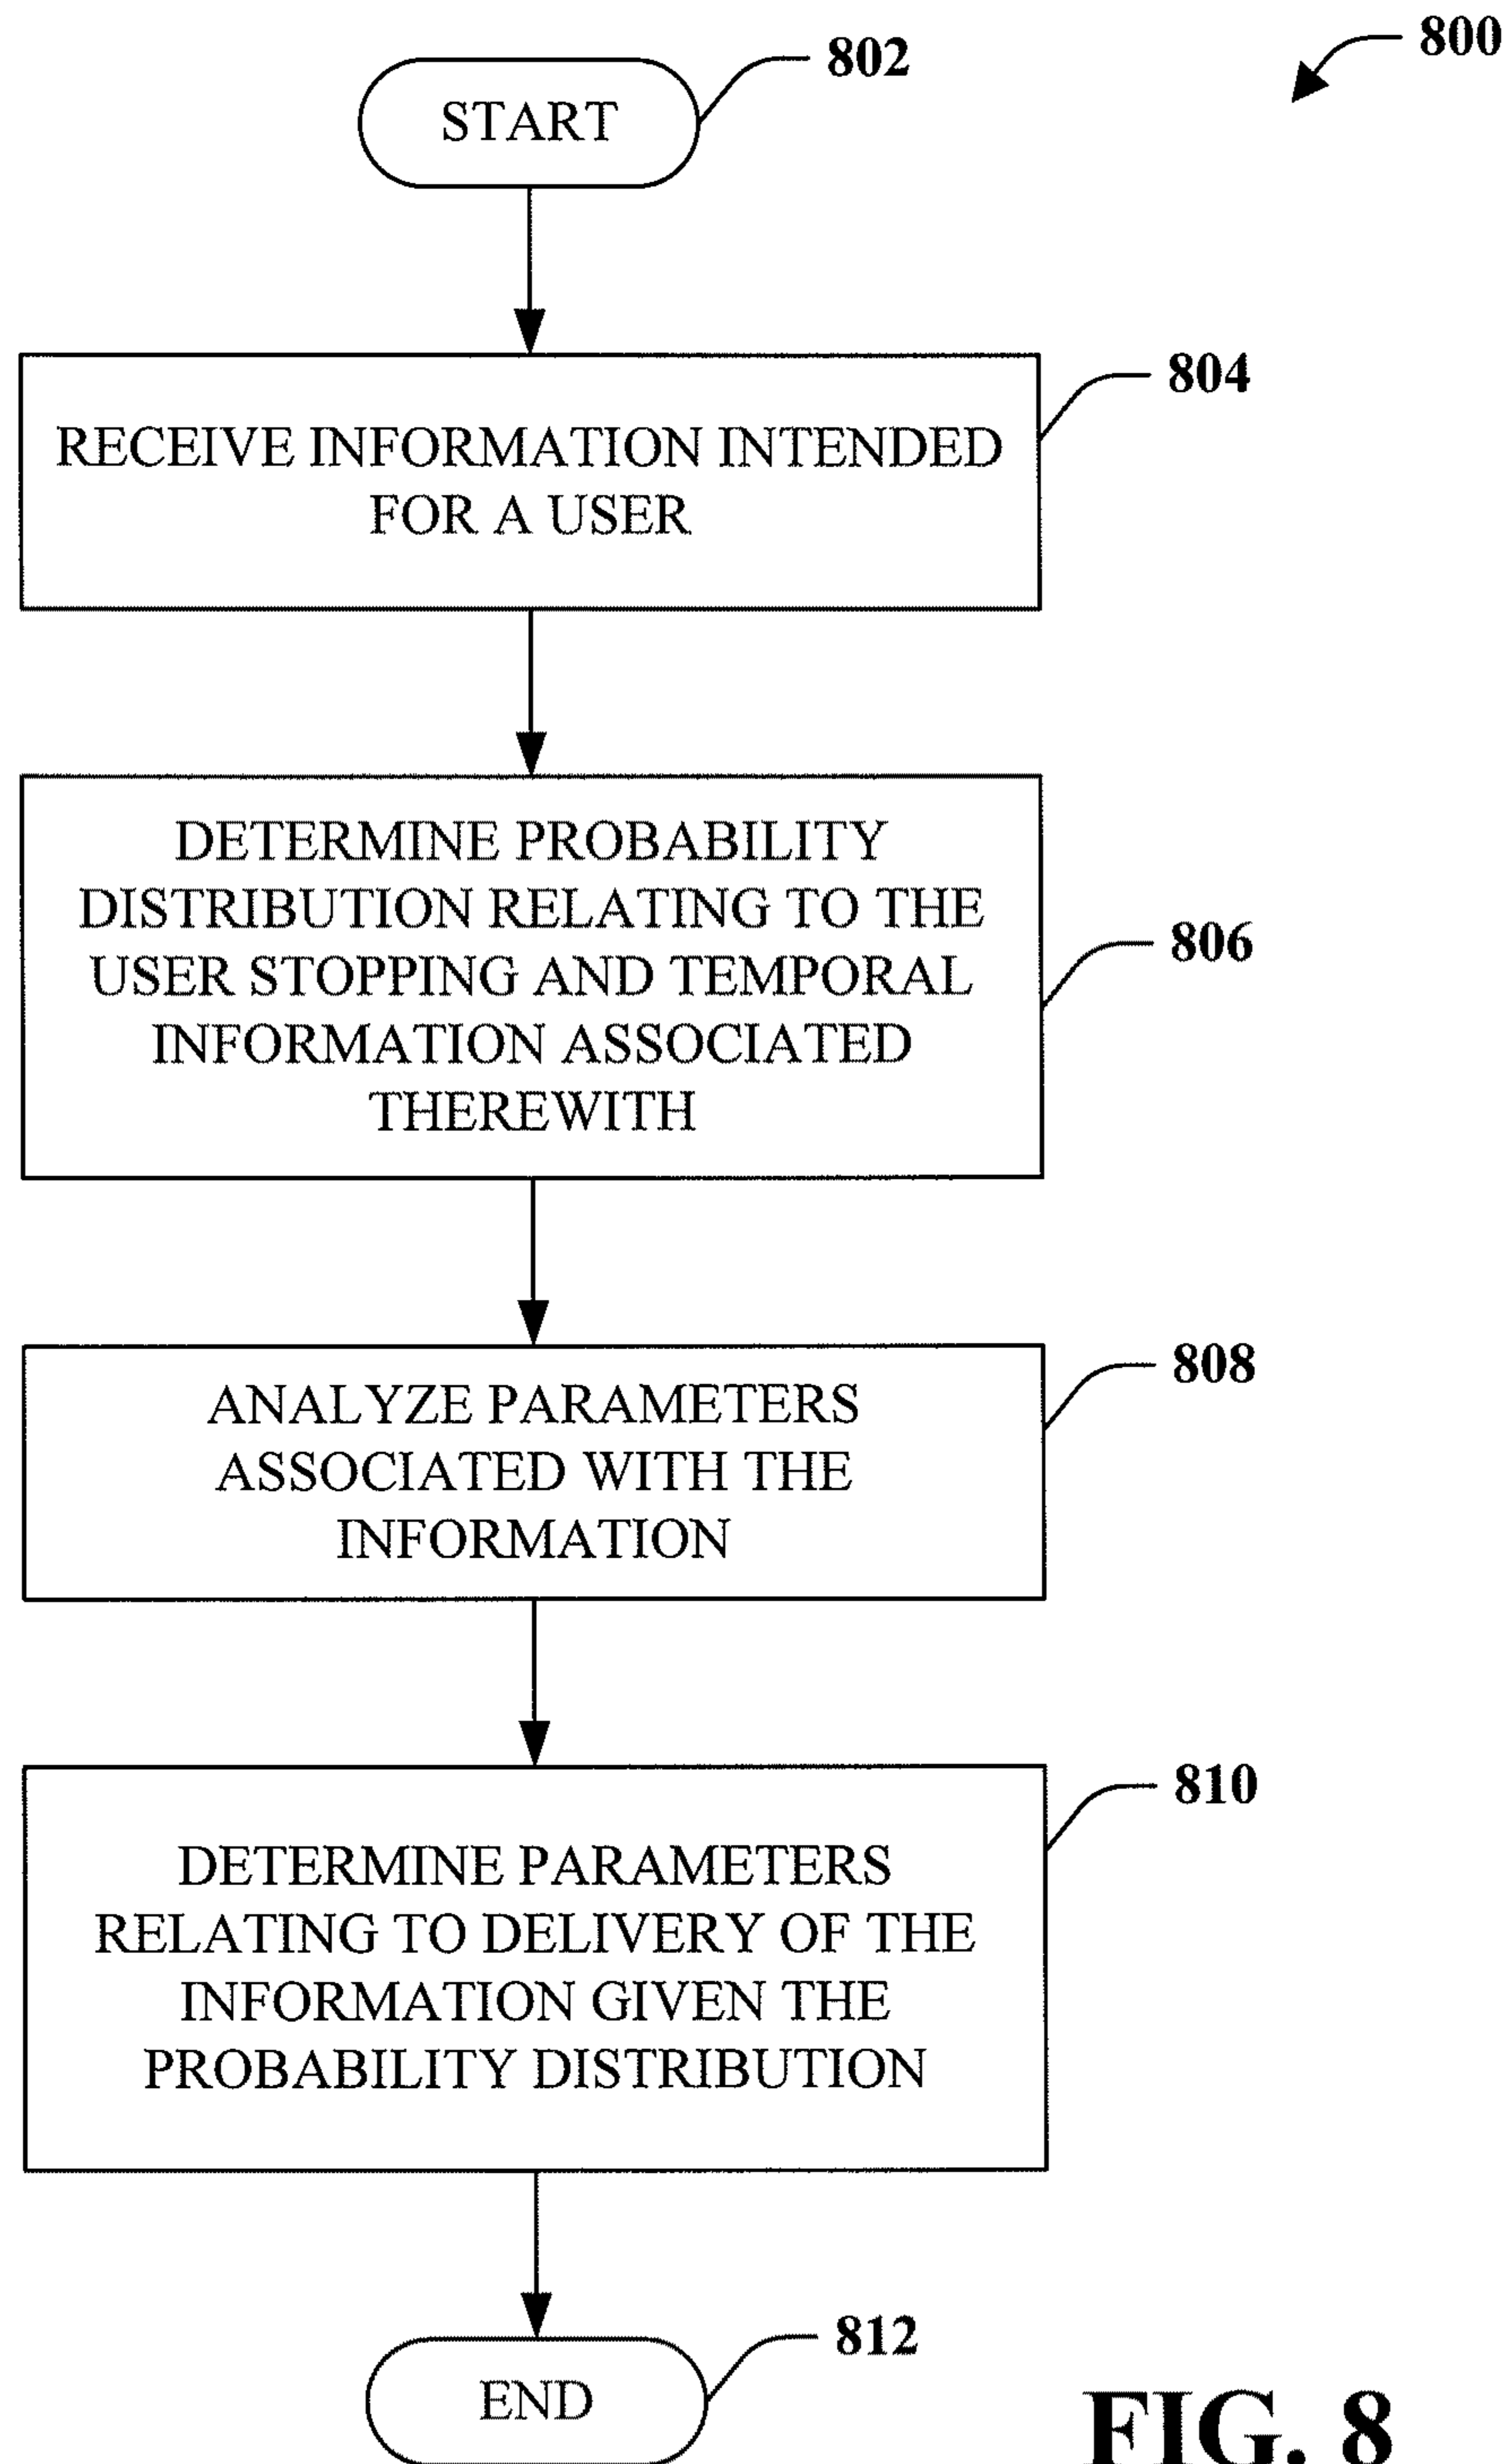 800
802
START
804
RECEIVE INFORMATION INTENDED
FOR A USER
DETERMINE PROBABILITY
DISTRIBUTION RELATING TO THE
USER STOPPING AND TEMPORAL
INFORMATION ASSOCIATED
THEREWITH
806
808
ANALYZE PARAMETERS
ASSOCIATED WITH THE
INFORMATION
810
DETERMINE PARAMETERS
RELATING TO DELIVERY OF THE
INFORMATION GIVEN THE
PROBABILITY DISTRIBUTION
812
END
FIG. 8